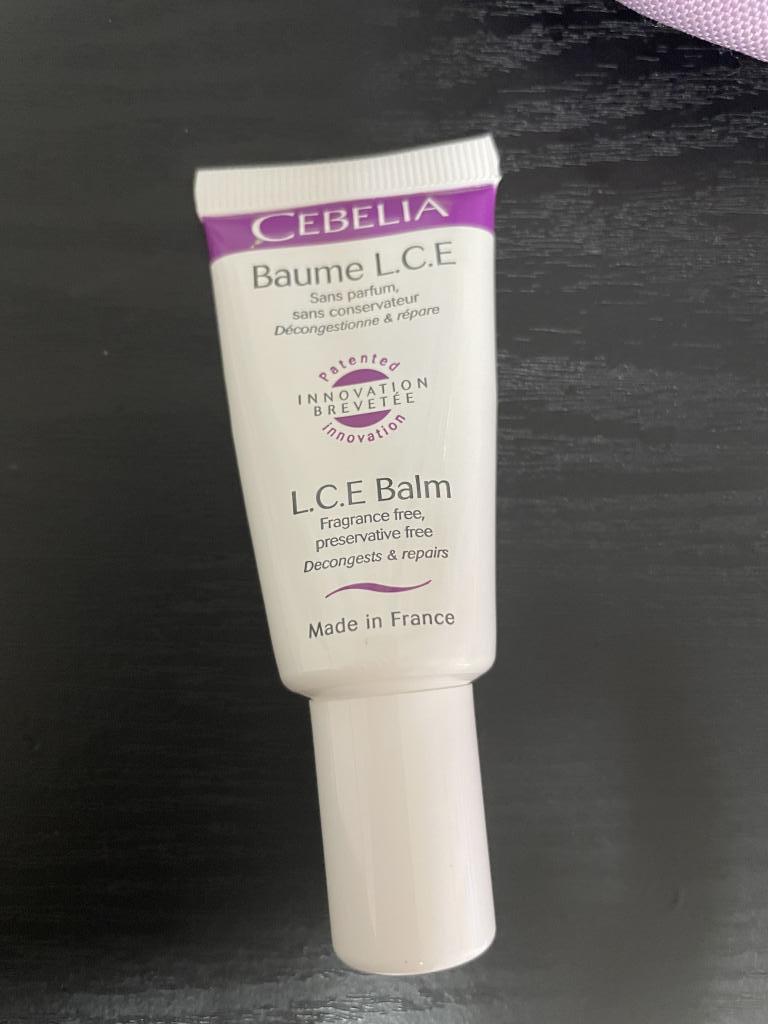 CEBELIA
Baume L.C.E
Sans parfum,
sans conservateur
Décongestionne & répare
Patented
INNOVATION
BREVETÉE
innovation
L.C.E Balm
Fragrance free,
preservative free
Decongests & repairs
Made in France